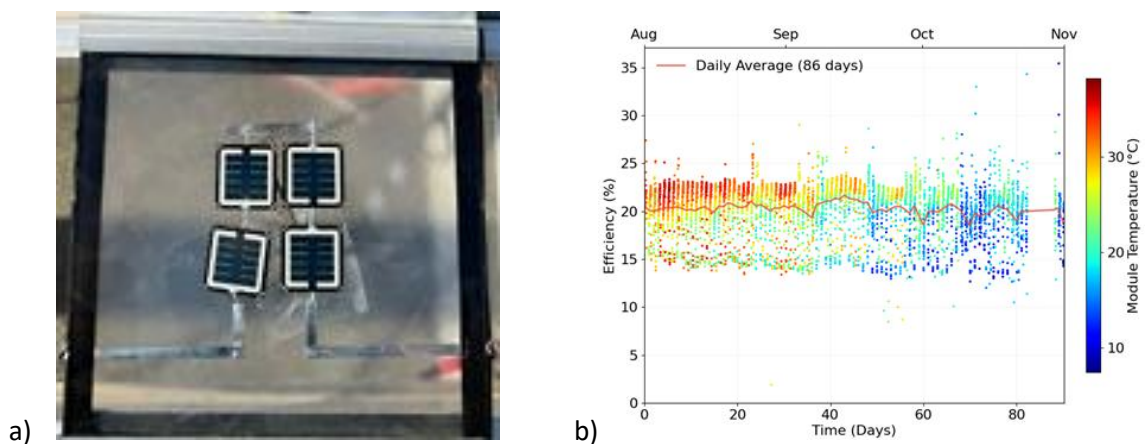 a)
b)
Aug Sep Oct Nov
Daily Average (86 days)
35
30
25
20
15
10
5
0
Efficiency (%)
0 20 40 60 80
Time (Days)
30
20
10
Module Temperature (°C)